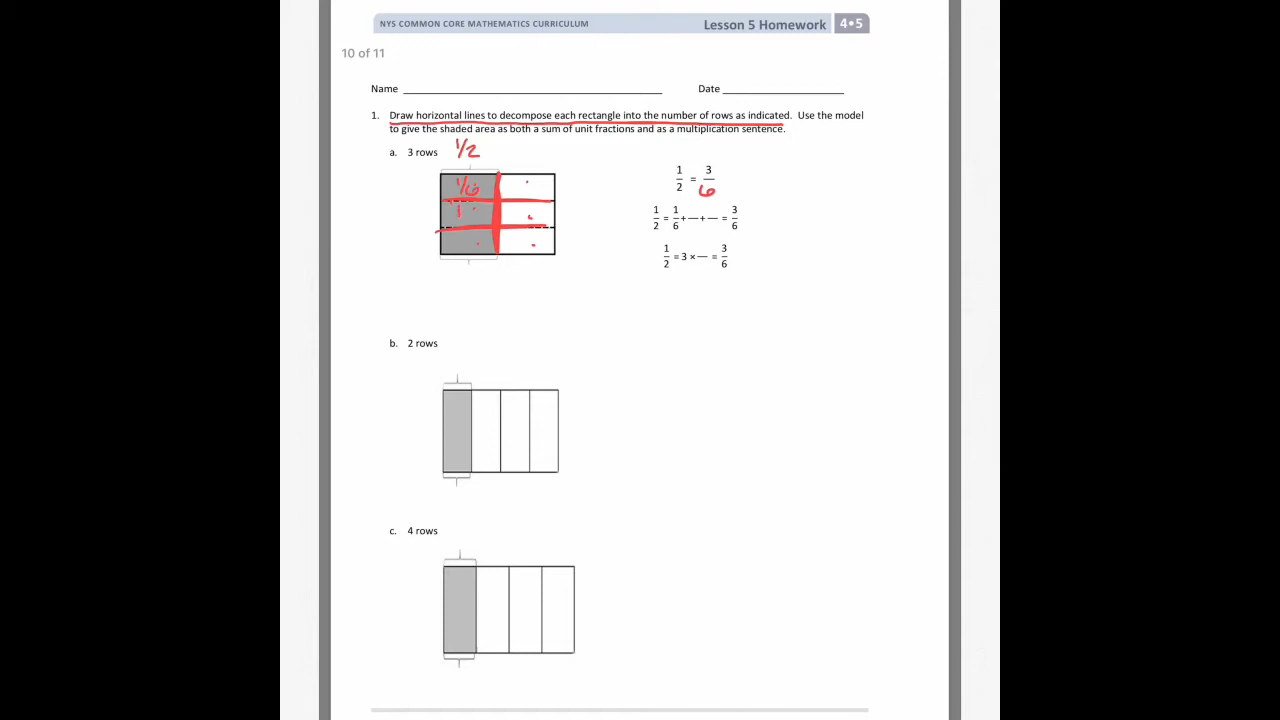 NYS COMMON CORE MATHEMATICS CURRICULUM Lesson 5 Homework 4•5
10 of 11
Name ____ Date ____
1. Draw horizontal lines to decompose each rectangle into the number of rows as indicated. Use the model
to give the shaded area as both a sum of unit fractions and as a multiplication sentence.
a. 3 rows 1/2
1/6
1
1/2 = 3/6
1/2 = 1/6 + — + — = 3/6
1/2 = 3 × — = 3/6
b. 2 rows
c. 4 rows